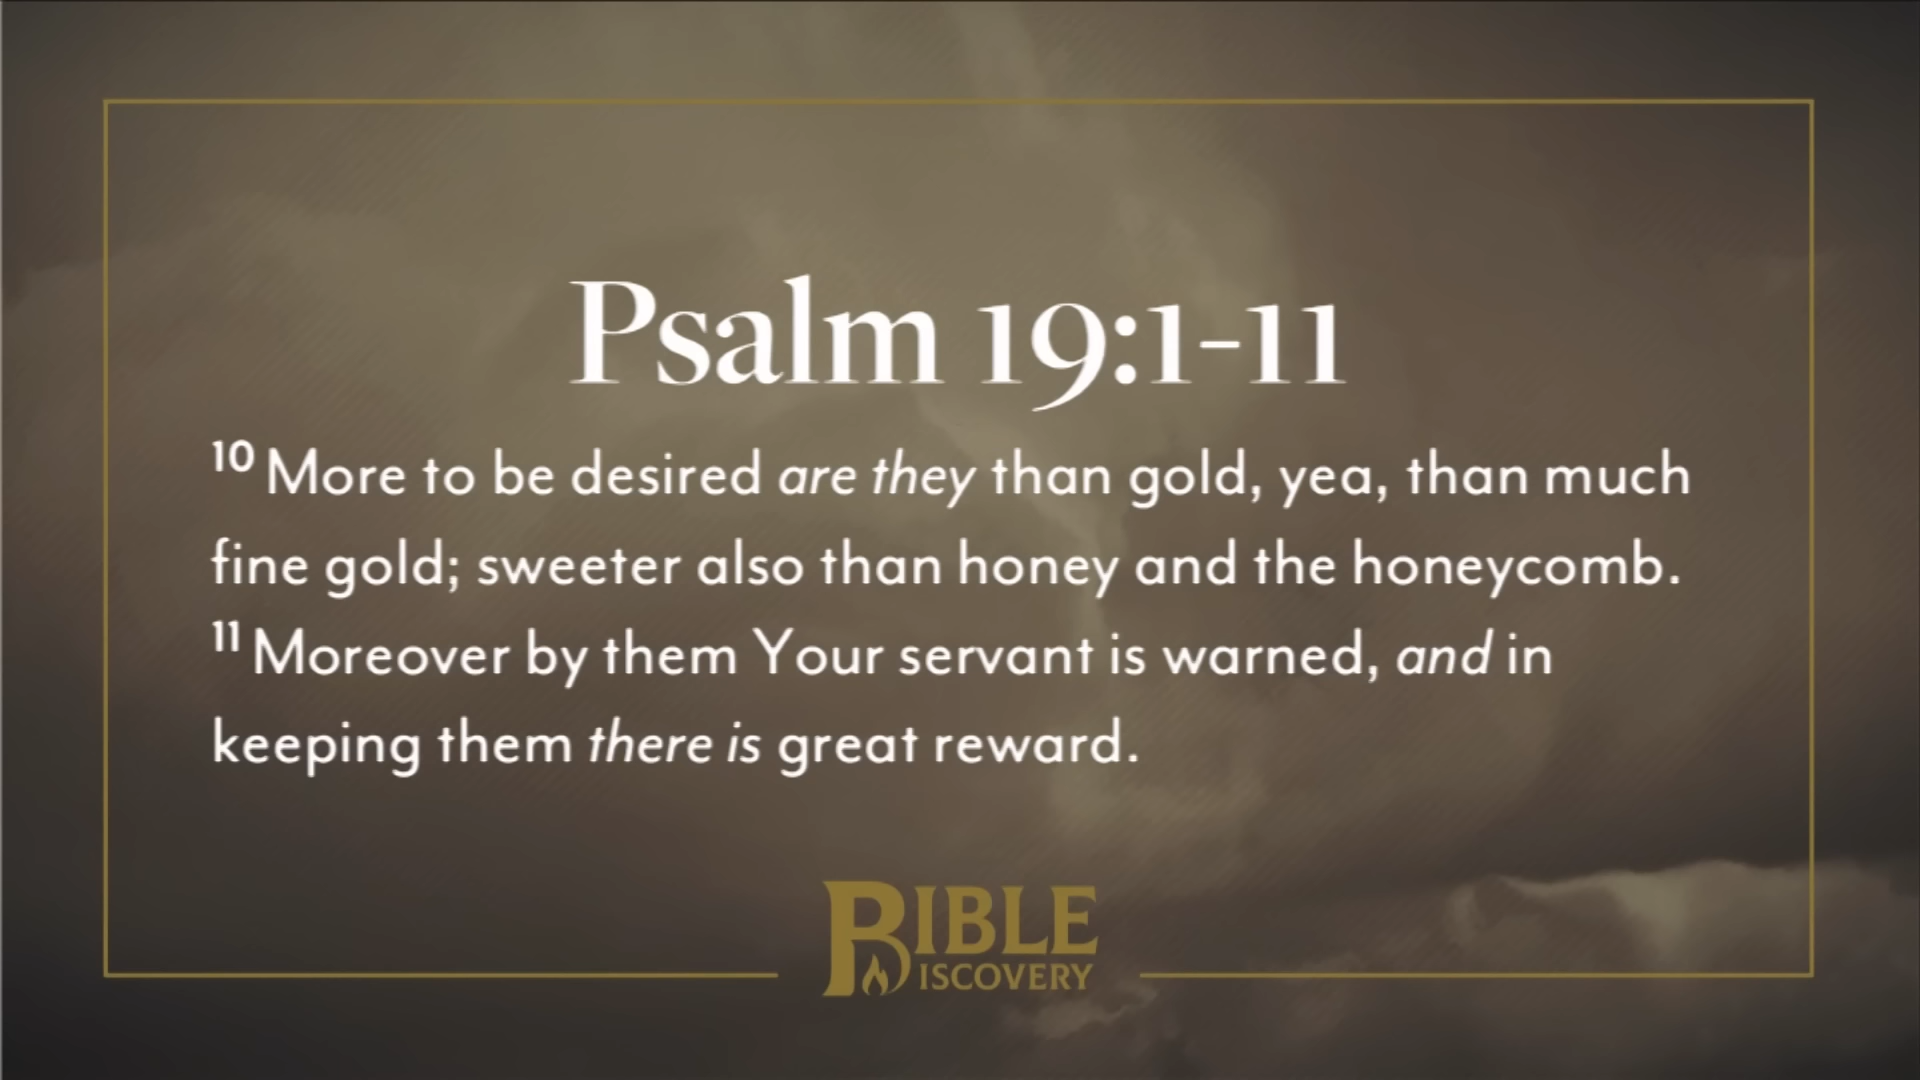 Psalm 19:1-11
10 More to be desired are they than gold, yea, than much
fine gold; sweeter also than honey and the honeycomb.
11 Moreover by them Your servant is warned, and in
keeping them there is great reward.
BIBLE
DISCOVERY